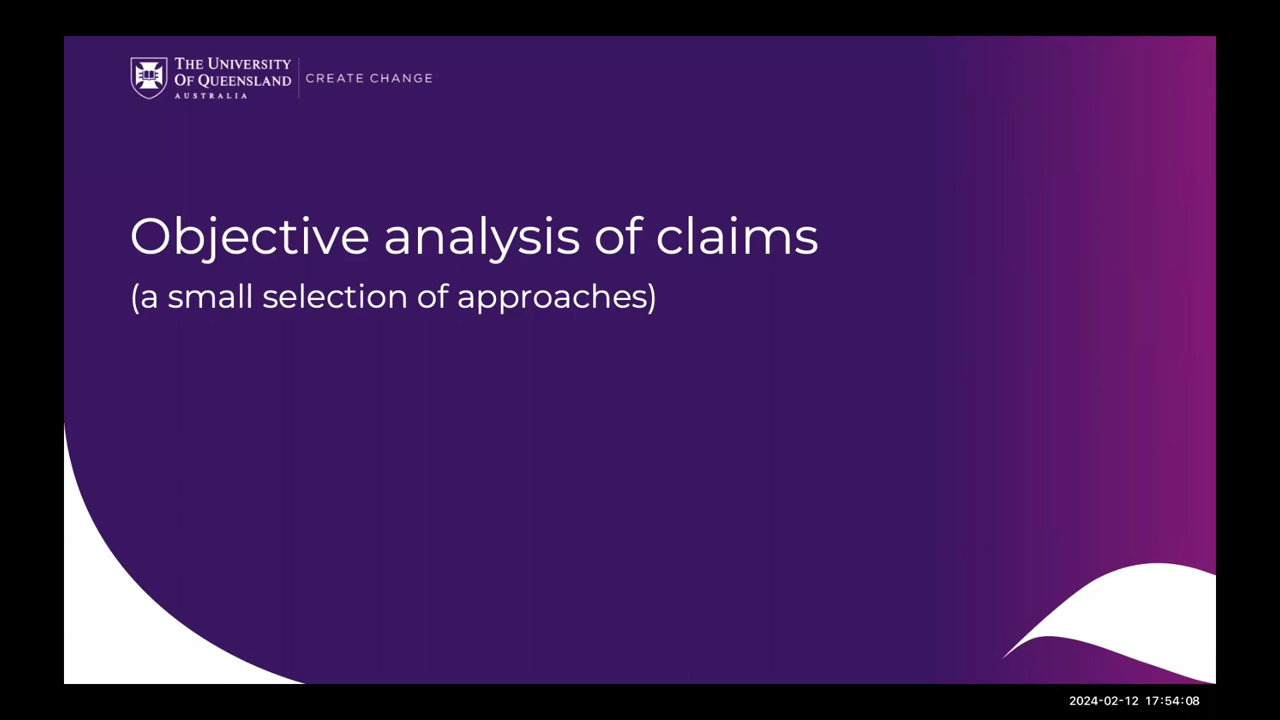 THE UNIVERSITY
OF QUEENSLAND
AUSTRALIA
CREATE CHANGE
Objective analysis of claims
(a small selection of approaches)
2024-02-12 17:54:08